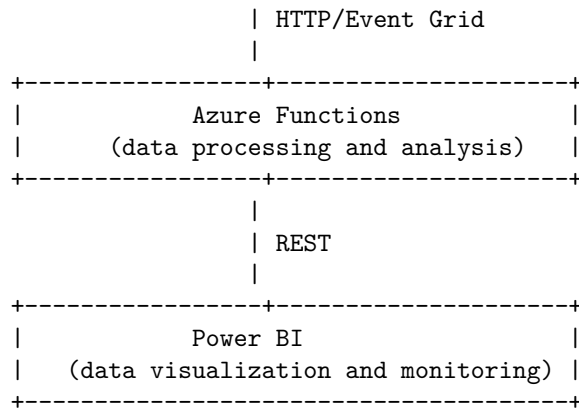 HTTP/Event Grid
Azure Functions
(data processing and analysis)
REST
Power BI
(data visualization and monitoring)